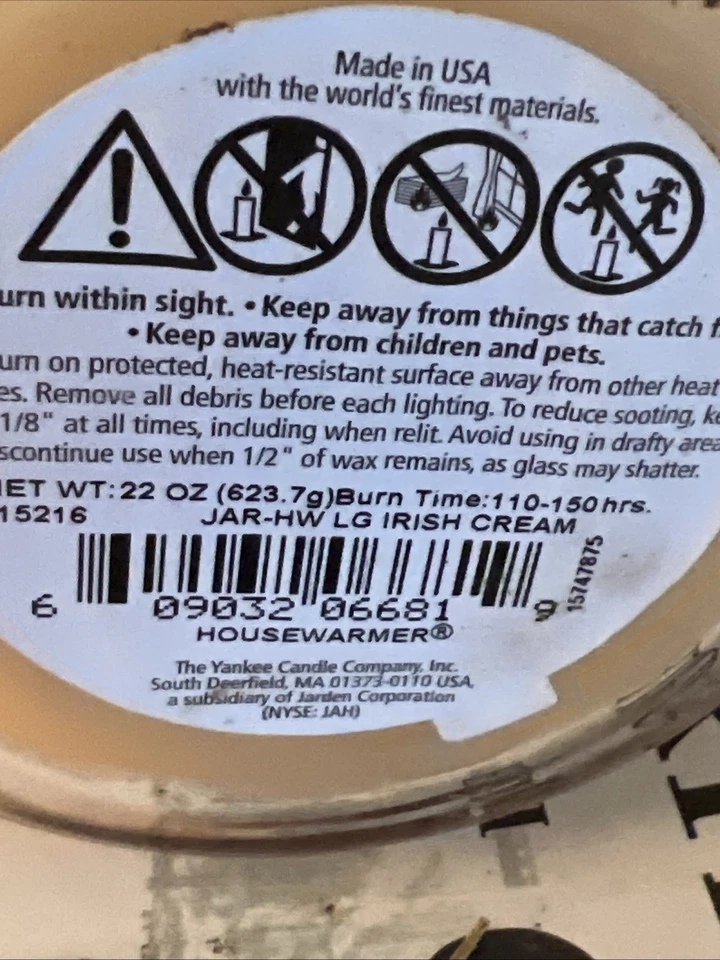 Made in USA
with the world's finest materials.
urn within sight. • Keep away from things that catch f
• Keep away from children and pets.
urn on protected, heat-resistant surface away from other heat
es. Remove all debris before each lighting. To reduce sooting, ke
1/8" at all times, including when relit. Avoid using in drafty area
scontinue use when 1/2" of wax remains, as glass may shatter.
NET WT:22 OZ (623.7g)Burn Time:110-150hrs.
15216 JAR-HW LG IRISH CREAM
6 09032 06681 9
15747875
HOUSEWARMER®
The Yankee Candle Company, Inc.
South Deerfield, MA 01373-0110 USA,
a subsidiary of Jarden Corporation
(NYSE: JAH)